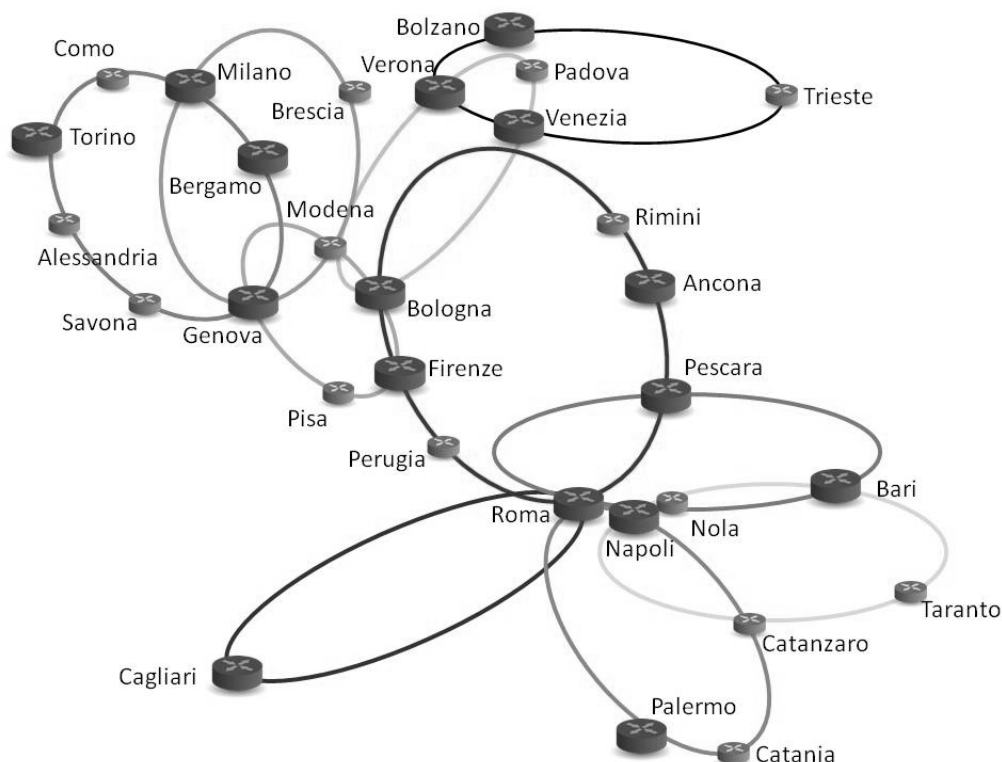 Bolzano
Como
Milano
Verona
Padova
Brescia
Trieste
Torino
Venezia
Bergamo
Modena
Rimini
Alessandria
Ancona
Savona
Genova
Bologna
Firenze
Pescara
Pisa
Perugia
Bari
Roma
Nola
Napoli
Taranto
Catanzaro
Cagliari
Palermo
Catania